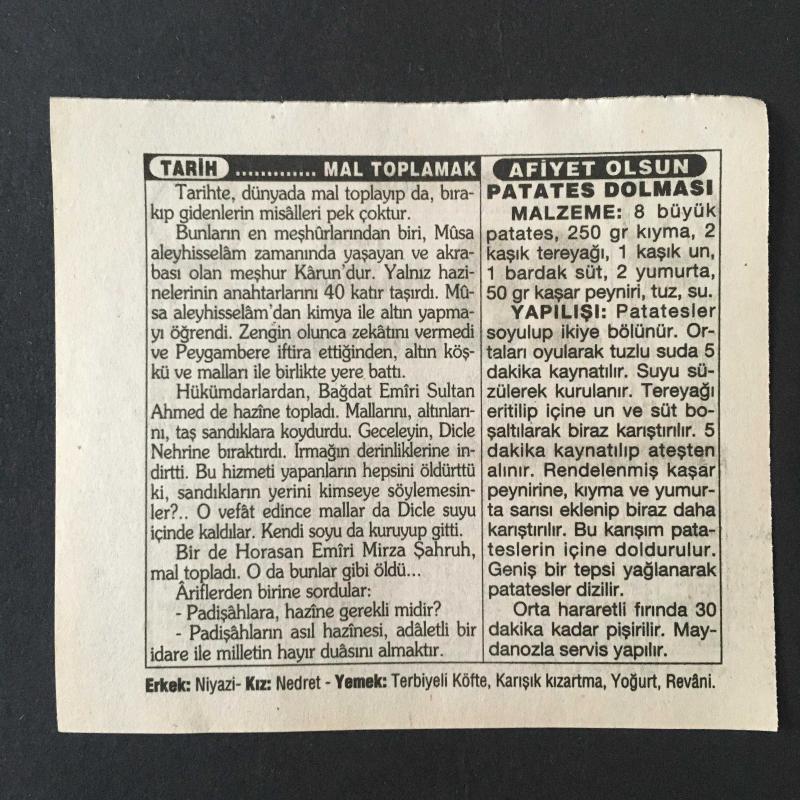 TARİH ............. MAL TOPLAMAK
Tarihte, dünyada mal toplayıp da, bıra-
kıp gidenlerin misâlleri pek çoktur.
Bunların en meşhûrlarından biri, Mûsa
aleyhisselâm zamanında yaşayan ve akra-
bası olan meşhur Kârun'dur. Yalnız hazi-
nelerinin anahtarlarını 40 katır taşırdı. Mû-
sa aleyhisselâm'dan kimya ile altın yapma-
yı öğrendi. Zengin olunca zekâtını vermedi
ve Peygambere iftira ettiğinden, altın köş-
kü ve malları ile birlikte yere battı.
Hükümdarlardan, Bağdat Emîri Sultan
Ahmed de hazîne topladı. Mallarını, altınları-
nı, taş sandıklara koydurdu. Geceleyin, Dicle
Nehrine bıraktırdı. Irmağın derinliklerine in-
dirtti. Bu hizmeti yapanların hepsini öldürttü
ki, sandıkların yerini kimseye söylemesin-
ler?.. O vefât edince mallar da Dicle suyu
içinde kaldılar. Kendi soyu da kuruyup gitti.
Bir de Horasan Emîri Mirza Şahruh,
mal topladı. O da bunlar gibi öldü...
Âriflerden birine sordular:
- Padişâhlara, hazîne gerekli midir?
- Padişâhların asıl hazînesi, adâletli bir
idare ile milletin hayır duâsını almaktır.
AFİYET OLSUN
PATATES DOLMASI
MALZEME: 8 büyük
patates, 250 gr kıyma, 2
kaşık tereyağı, 1 kaşık un,
1 bardak süt, 2 yumurta,
50 gr kaşar peyniri, tuz, su.
YAPILIŞI: Patatesler
soyulup ikiye bölünür. Or-
taları oyularak tuzlu suda 5
dakika kaynatılır. Suyu sü-
zülerek kurulanır. Tereyağı
eritilip içine un ve süt bo-
şaltılarak biraz karıştırılır. 5
dakika kaynatılıp ateşten
alınır. Rendelenmiş kaşar
peynirine, kıyma ve yumur-
ta sarısı eklenip biraz daha
karıştırılır. Bu karışım pata-
teslerin içine doldurulur.
Geniş bir tepsi yağlanarak
patatesler dizilir.
Orta hararetli fırında 30
dakika kadar pişirilir. May-
danozla servis yapılır.
Erkek: Niyazi- Kız: Nedret - Yemek: Terbiyeli Köfte, Karışık kızartma, Yoğurt, Revâni.